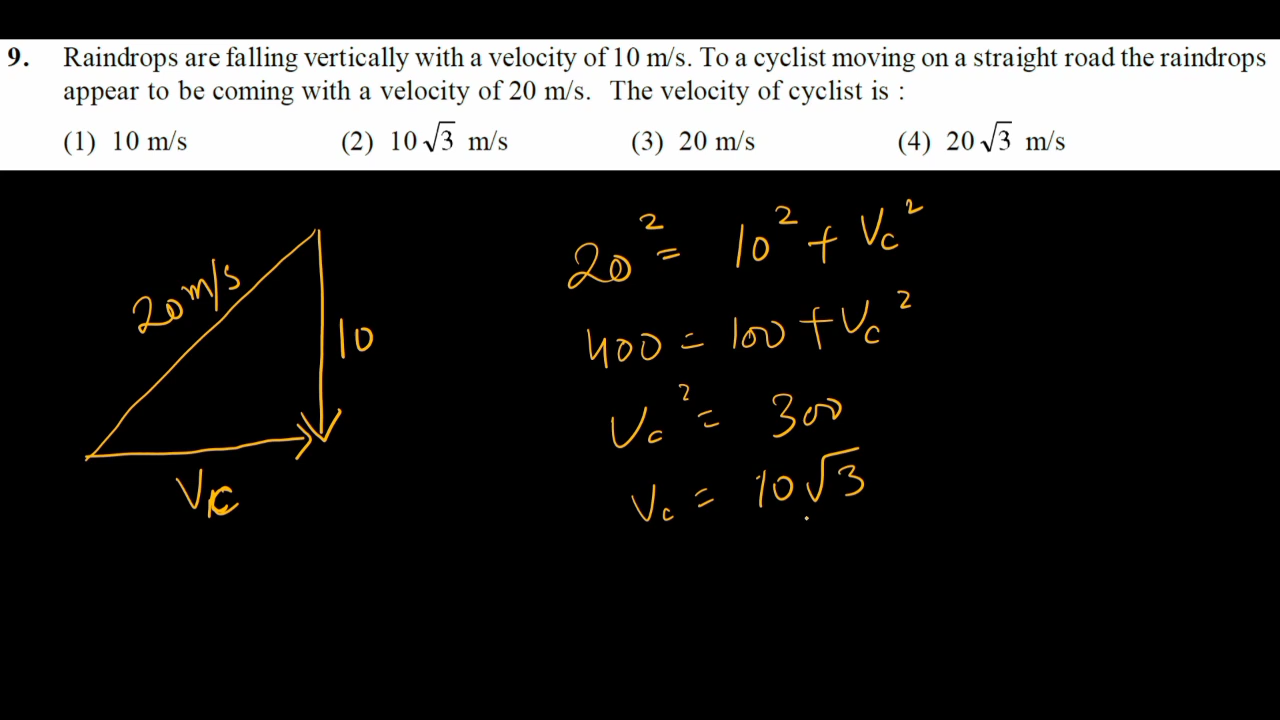 9. Raindrops are falling vertically with a velocity of 10 m/s. To a cyclist moving on a straight road the raindrops
appear to be coming with a velocity of 20 m/s. The velocity of cyclist is :
(1) 10 m/s (2) 10√3 m/s (3) 20 m/s (4) 20√3 m/s
20 m/s
10
Vc
20² = 10² + Vc²
400 = 100 + Vc²
Vc² = 300
Vc = 10√3